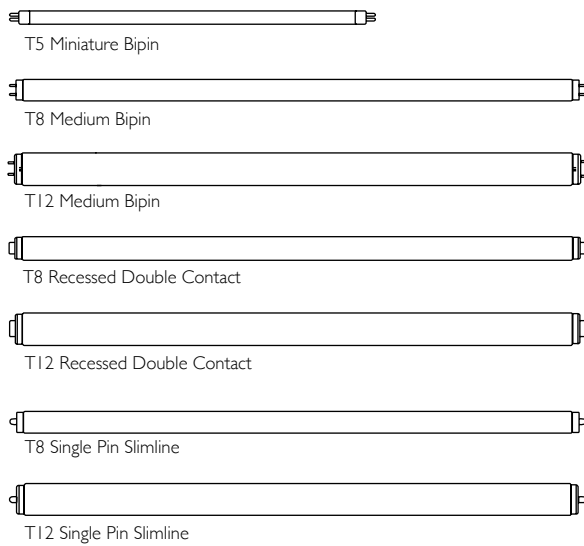 T5 Miniature Bipin
T8 Medium Bipin
T12 Medium Bipin
T8 Recessed Double Contact
T12 Recessed Double Contact
T8 Single Pin Slimline
T12 Single Pin Slimline